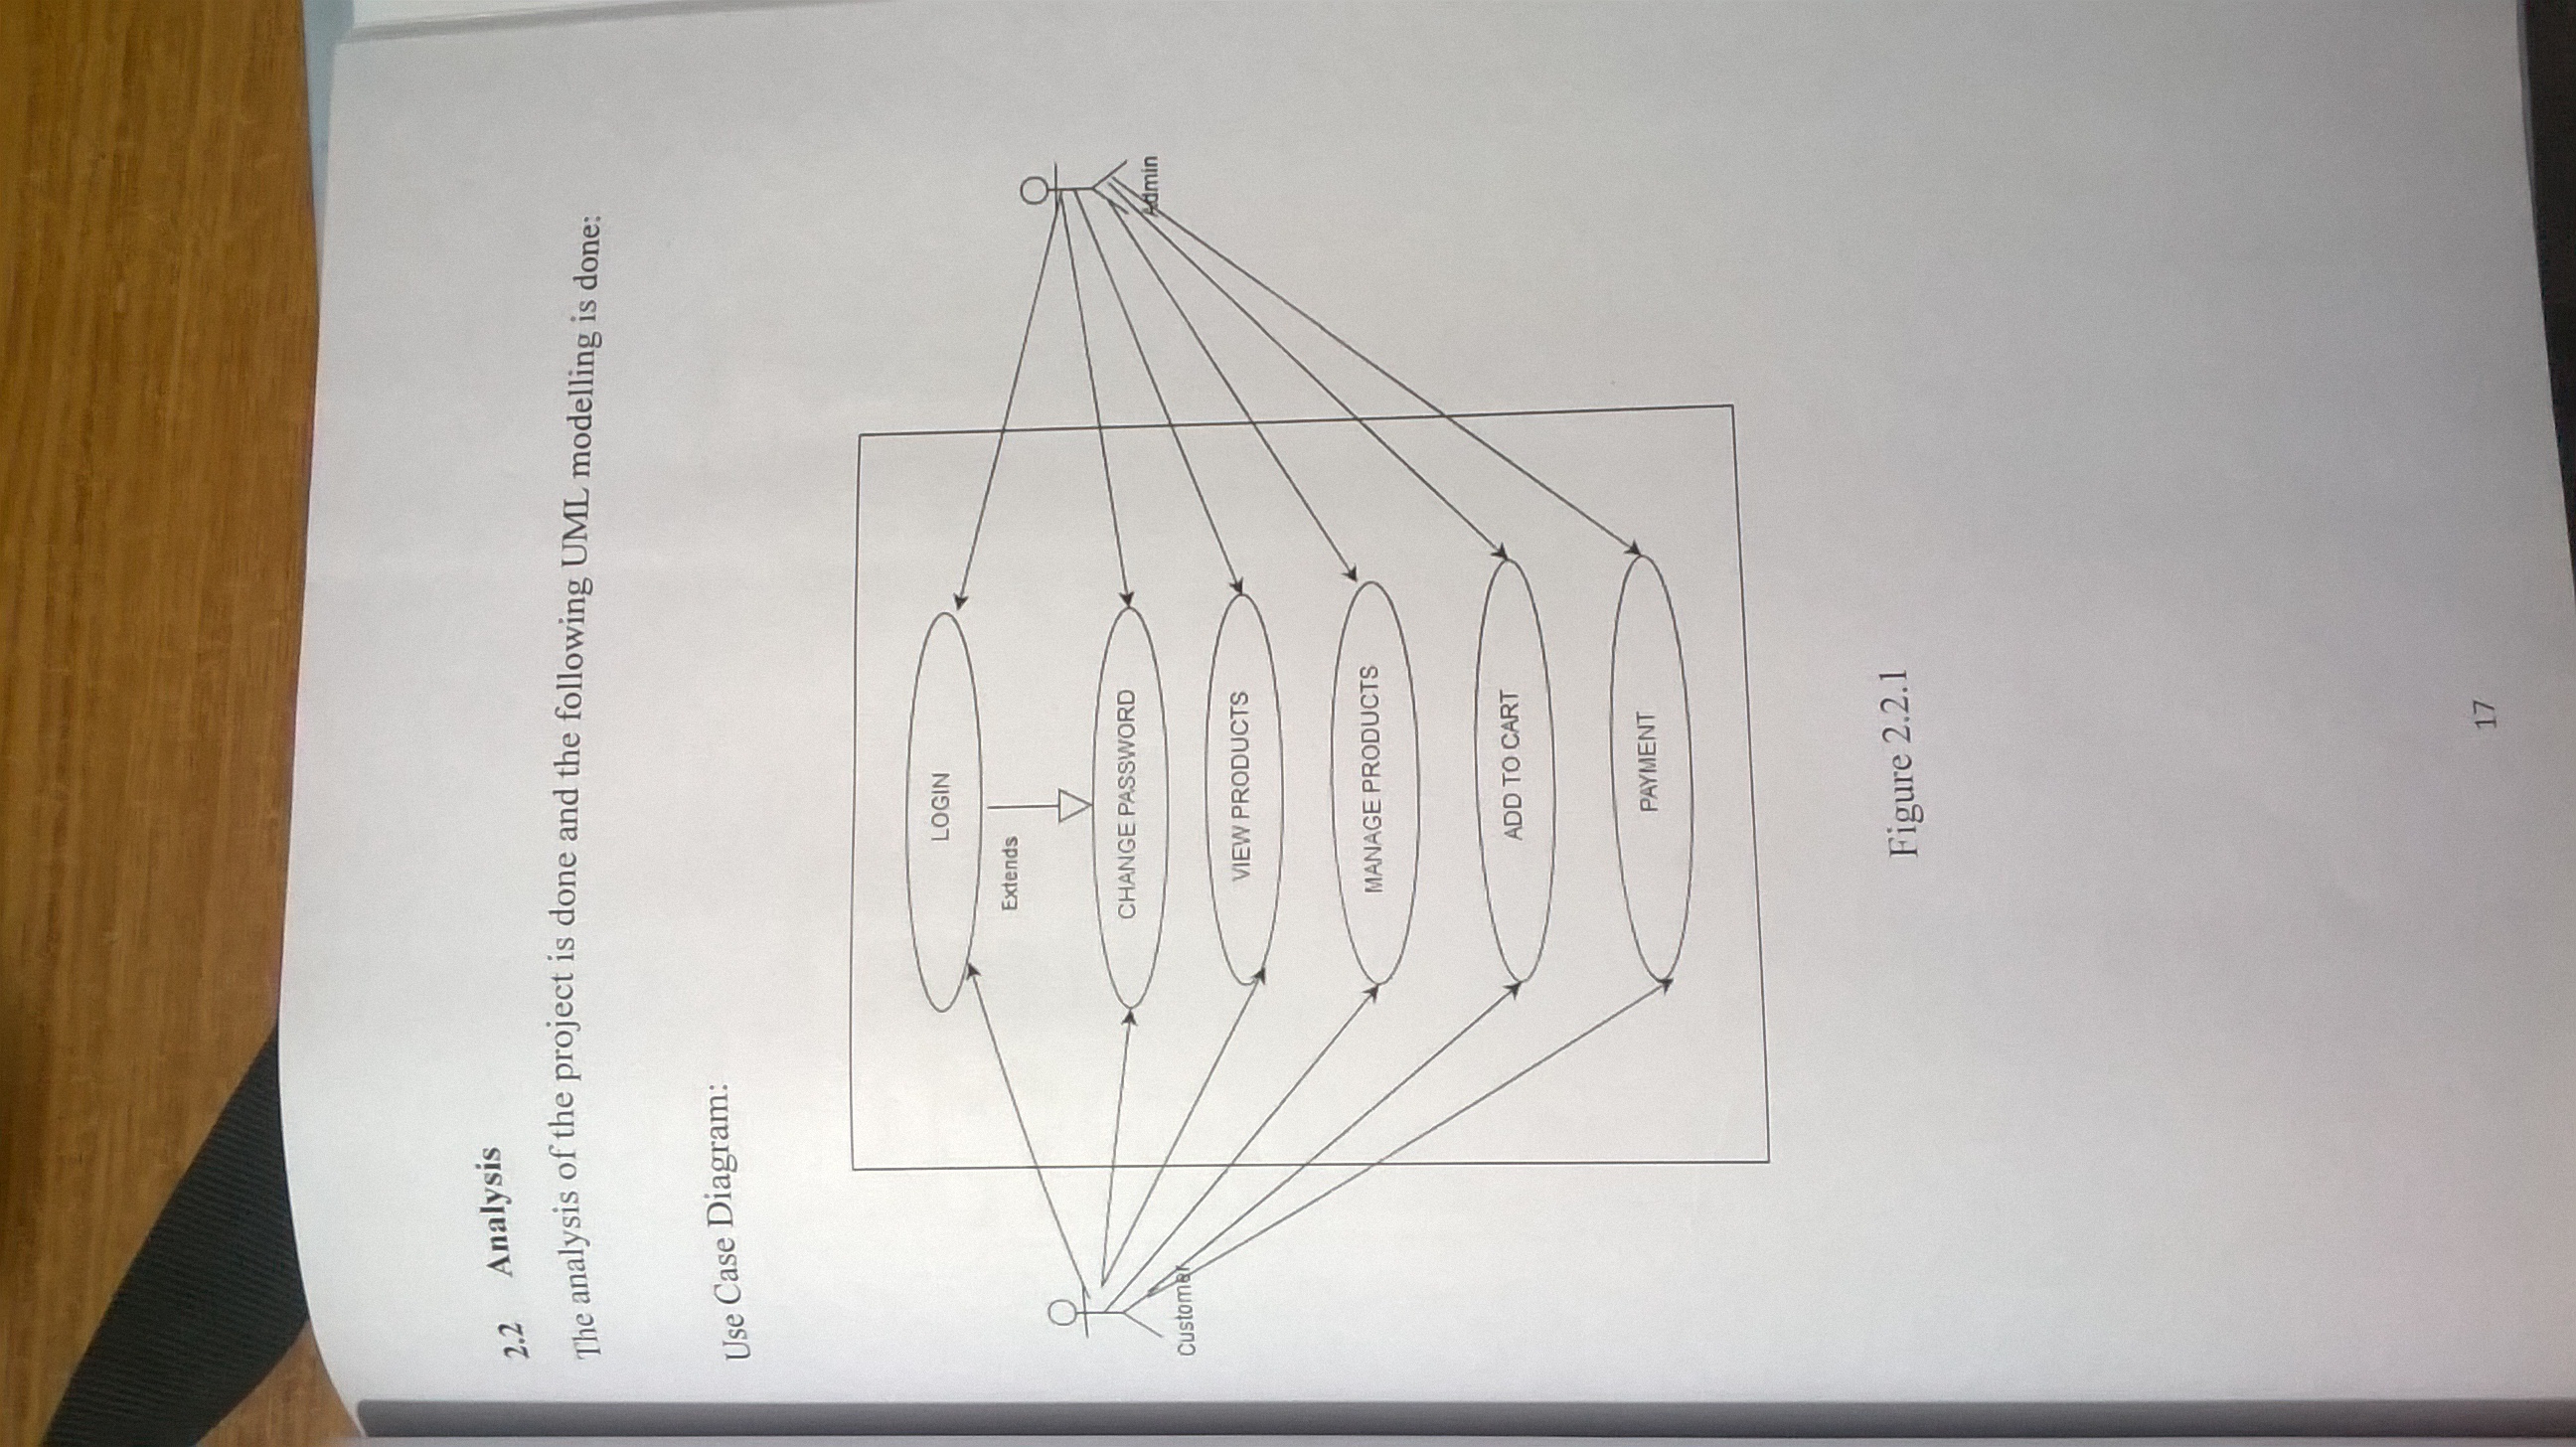 2.2 Analysis
The analysis of the project is done and the following UML modelling is done:
Use Case Diagram:
LOGIN
Extends
CHANGE PASSWORD
VIEW PRODUCTS
MANAGE PRODUCTS
ADD TO CART
PAYMENT
Customer
Admin
Figure 2.2.1
17